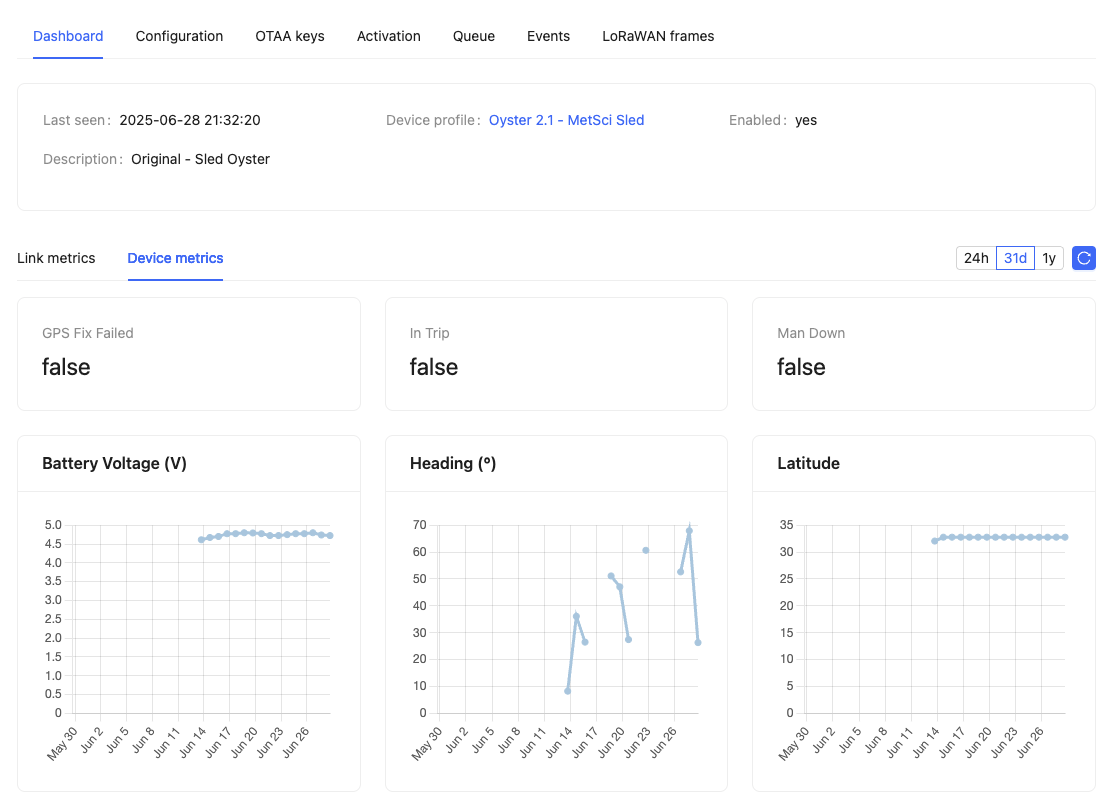 Dashboard Configuration OTAA keys Activation Queue Events LoRaWAN frames
Last seen: 2025-06-28 21:32:20 Device profile: Oyster 2.1 - MetSci Sled Enabled: yes
Description: Original - Sled Oyster
Link metrics Device metrics 24h 31d 1y
GPS Fix Failed In Trip Man Down
false false false
Battery Voltage (V)
5.0
4.5
4.0
3.5
3.0
2.5
2.0
1.5
1.0
0.5
0
May 30 Jun 2 Jun 5 Jun 8 Jun 11 Jun 14 Jun 17 Jun 20 Jun 23 Jun 26
Heading (º)
70
60
50
40
30
20
10
0
May 30 Jun 2 Jun 5 Jun 8 Jun 11 Jun 14 Jun 17 Jun 20 Jun 23 Jun 26
Latitude
35
30
25
20
15
10
5
0
May 30 Jun 2 Jun 5 Jun 8 Jun 11 Jun 14 Jun 17 Jun 20 Jun 23 Jun 26